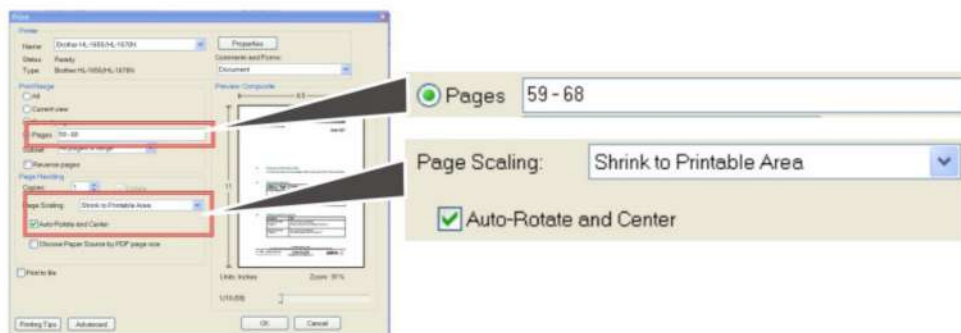 Print
Printer
Name: Brother HL-1650/HL-1670N
Properties
Status: Ready
Comments and Forms:
Type: Brother HL-1650/HL-1670N
Document
Print Range
Preview: Composite
All
8.5
Current view
Pages 59 - 68
Subset:
Reverse pages
Page Handling
Copies: 1
11
Page Scaling: Shrink to Printable Area
Auto-Rotate and Center
Choose Paper Source by PDF page size
Print to file
Units: Inches Zoom: 91%
Printing Tips
Advanced
OK
Cancel
Pages 59 - 68
Page Scaling: Shrink to Printable Area
Auto-Rotate and Center